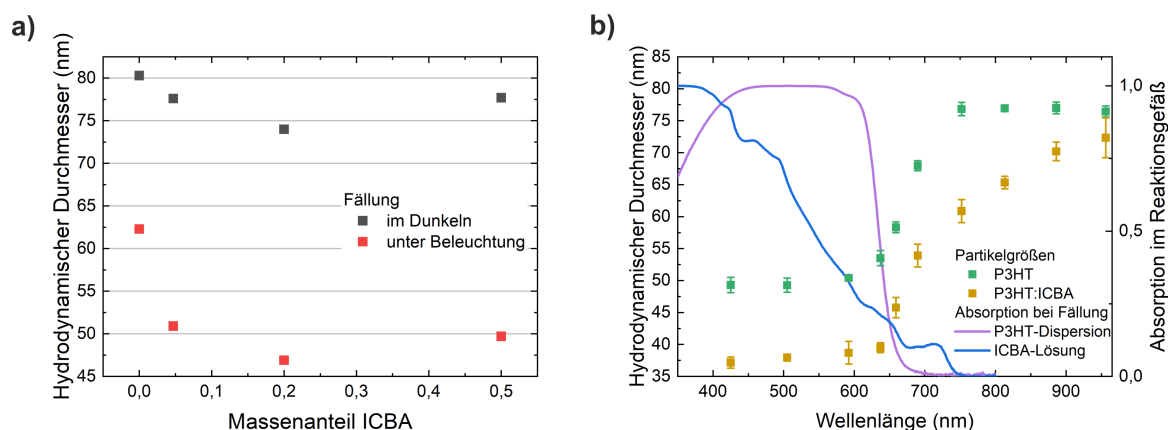 a)
Hydrodynamischer Durchmesser (nm)
80
75
70
65
60
55
50
45
0,0
0,1
0,2
0,3
0,4
0,5
Massenanteil ICBA
Fällung
im Dunkeln
unter Beleuchtung
b)
Hydrodynamischer Durchmesser (nm)
85
80
75
70
65
60
55
50
45
40
35
400
500
600
700
800
900
Wellenlänge (nm)
Partikelgrößen
P3HT
P3HT:ICBA
Absorption bei Fällung
P3HT-Dispersion
ICBA-Lösung
1,0
0,5
0,0
Absorption im Reaktionsgefäß